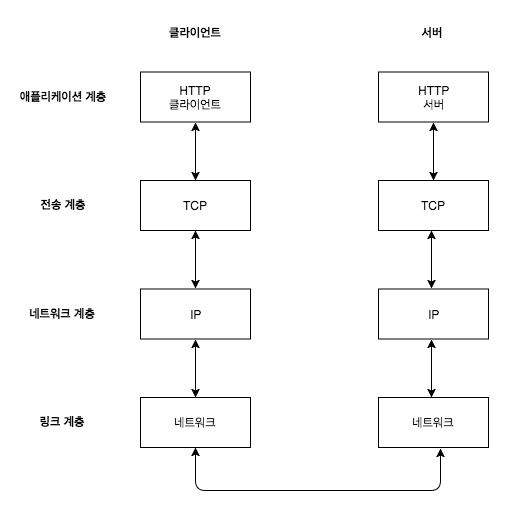 클라이언트
서버
애플리케이션 계층
HTTP
클라이언트
HTTP
서버
전송 계층
TCP
TCP
네트워크 계층
IP
IP
링크 계층
네트워크
네트워크